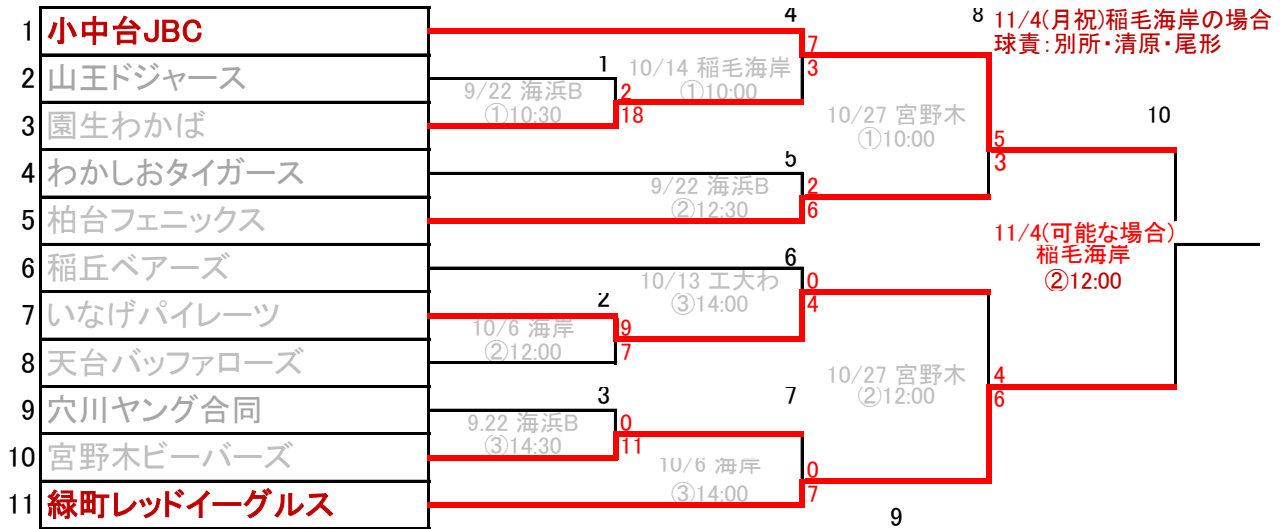 1 小中台JBC
2 山王ドジャース
3 園生わかば
4 わかしおタイガース
5 柏台フェニックス
6 稲丘ベアーズ
7 いなげパイレーツ
8 天台バッファローズ
9 穴川ヤング合同
10 宮野木ビーバーズ
11 緑町レッドイーグルス
1
9/22 海浜B
①10:30
2
18
2
10/6 海岸
②12:00
9
7
3
9.22 海浜B
③14:30
0
11
4
10/14 稲毛海岸
①10:00
7
3
5
9/22 海浜B
②12:30
2
6
6
10/13 工大わ
③14:00
0
4
7
10/6 海岸
③14:00
0
7
8
10/27 宮野木
①10:00
5
3
10/27 宮野木
②12:00
4
6
9
11/4(月祝)稲毛海岸の場合
球責:別所・清原・尾形
10
11/4(可能な場合)
稲毛海岸
②12:00